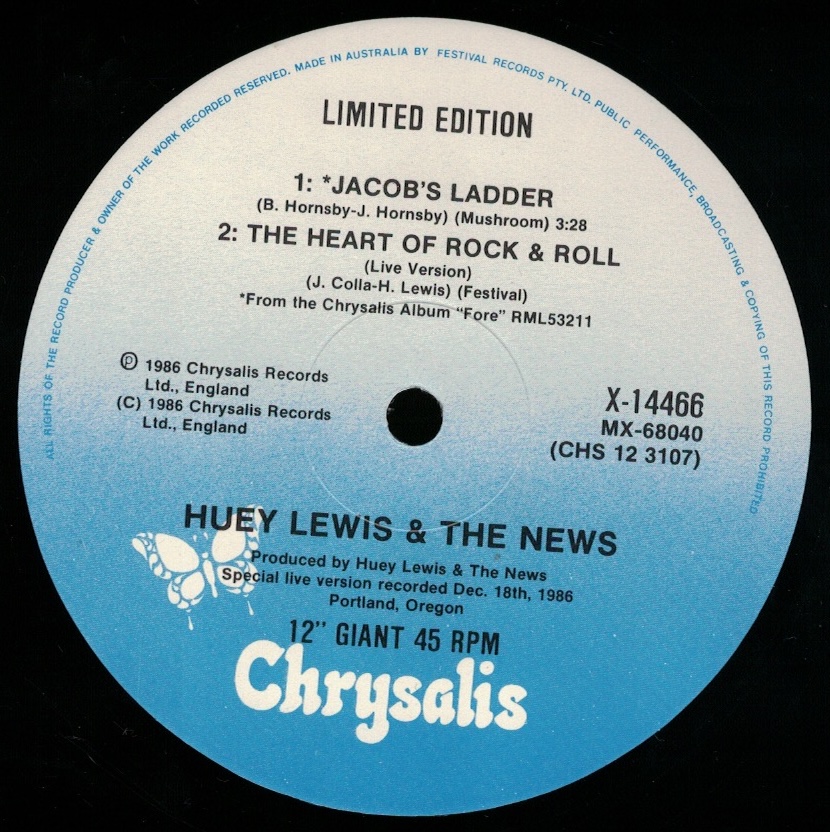 ALL RIGHTS OF THE RECORD PRODUCER & OWNER OF THE WORK RECORDED RESERVED. MADE IN AUSTRALIA BY FESTIVAL RECORDS PTY. LTD. PUBLIC PERFORMANCE, BROADCASTING & COPYING OF THIS RECORD PROHIBITED
LIMITED EDITION
1: *JACOB'S LADDER
(B. Hornsby-J. Hornsby) (Mushroom) 3:28
2: THE HEART OF ROCK & ROLL
(Live Version)
(J. Colla-H. Lewis) (Festival)
*From the Chrysalis Album "Fore" RML53211
Ⓟ 1986 Chrysalis Records
Ltd., England
(C) 1986 Chrysalis Records
Ltd., England
X-14466
MX-68040
(CHS 12 3107)
HUEY LEWIS & THE NEWS
Produced by Huey Lewis & The News
Special live version recorded Dec. 18th, 1986
Portland, Oregon
12" GIANT 45 RPM
Chrysalis